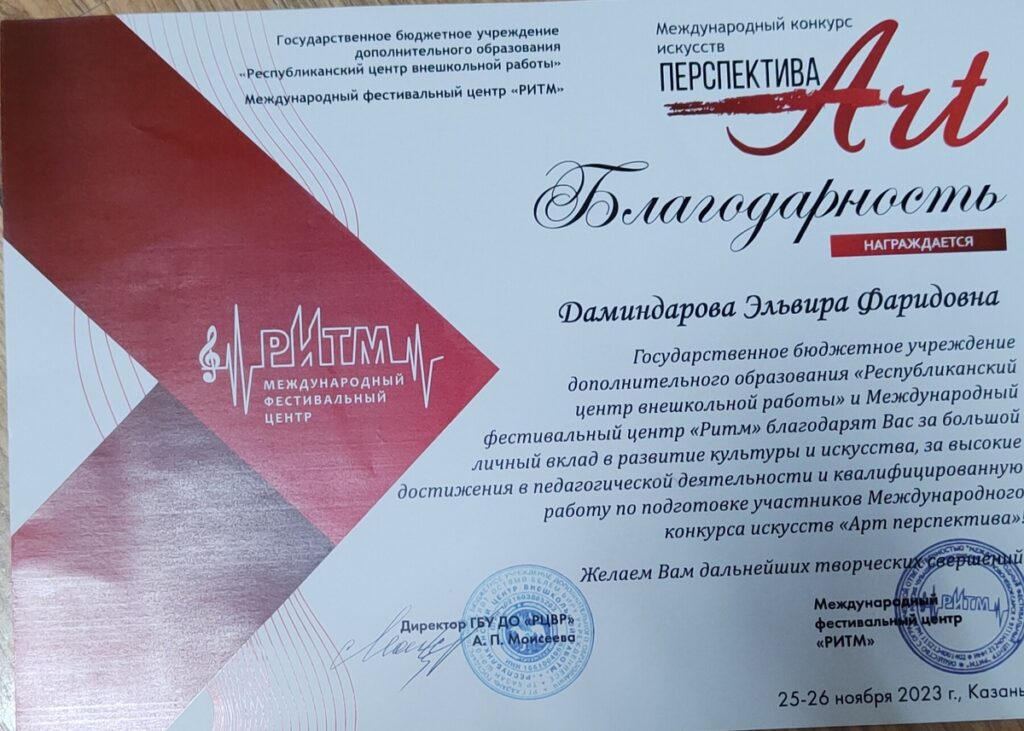 Государственное бюджетное учреждение
дополнительного образования
«Республиканский центр внешкольной работы»
Международный фестивальный центр «РИТМ»
Международный конкурс
искусств
ПЕРСПЕКТИВА
Art
Благодарность
НАГРАЖДАЕТСЯ
Даминдарова Эльвира Фаридовна
РИТМ
МЕЖДУНАРОДНЫЙ
ФЕСТИВАЛЬНЫЙ
ЦЕНТР
Государственное бюджетное учреждение
дополнительного образования «Республиканский
центр внешкольной работы» и Международный
фестивальный центр «Ритм» благодарят Вас за большой
личный вклад в развитие культуры и искусства, за высокие
достижения в педагогической деятельности и квалифицированную
работу по подготовке участников Международного
конкурса искусств «Арт перспектива»!
Желаем Вам дальнейших творческих свершений
Директор ГБУ ДО «РЦВР»
А. П. Моисеева
Международный
фестивальный центр
«РИТМ»
РИТМ
25-26 ноября 2023 г., Казань